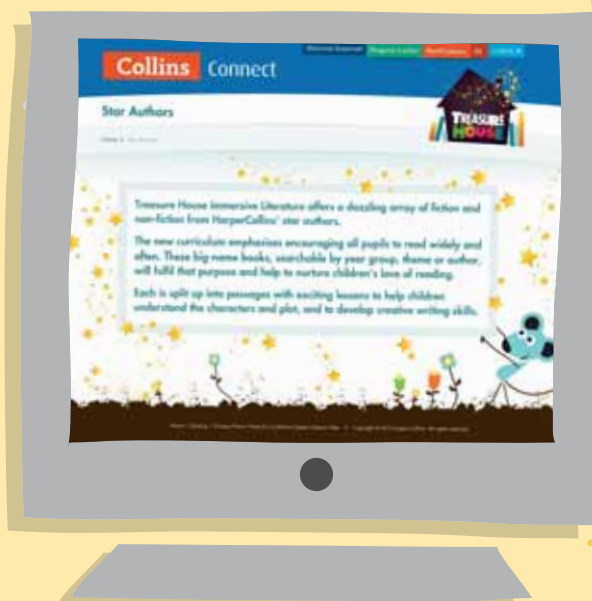 Collins Connect
Star Authors
TREASURE
HOUSE
Treasure House Immersive Literature offers a dazzling array of fiction and
non-fiction from HarperCollins' star authors.
The new curriculum emphasises encouraging all pupils to read widely and
often. These big name books, searchable by year group, theme or author,
will fulfil that purpose and help to nurture children's love of reading.
Each is split up into passages with exciting lessons to help children
understand the characters and plot, and to develop creative writing skills.